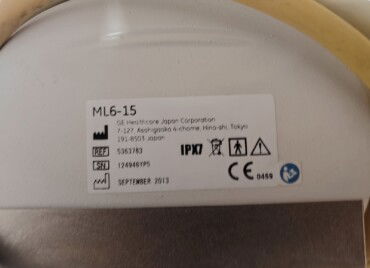 ML6-15
GE Healthcare Japan Corporation
7-127, Asahigaoka 4-chome, Hino-shi, Tokyo
191-8503 Japan
REF 5363783
SN 124946YP5
SEPTEMBER 2013
IPX7
CE 0459